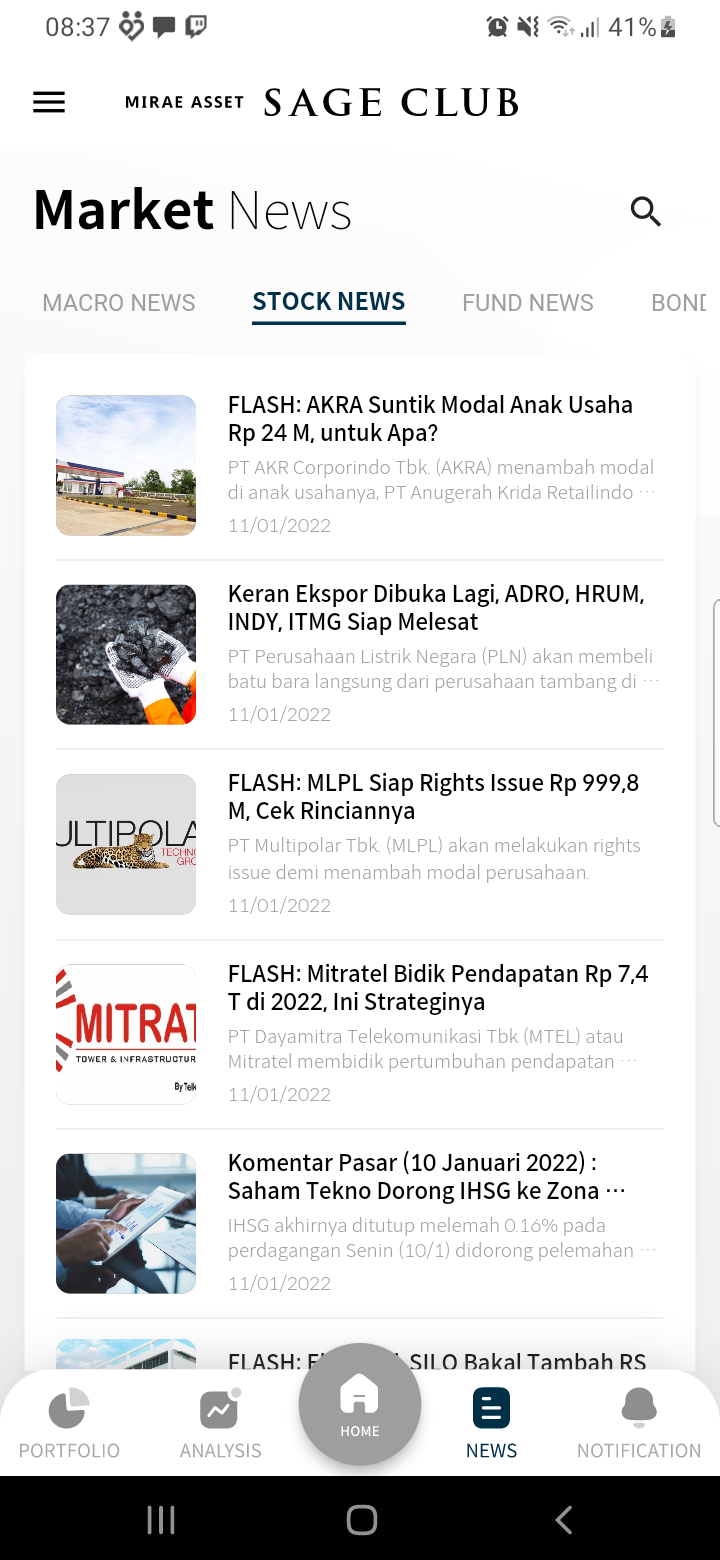 08:37
41%
MIRAE ASSET SAGE CLUB
Market News
MACRO NEWS STOCK NEWS FUND NEWS BOND
FLASH: AKRA Suntik Modal Anak Usaha
Rp 24 M, untuk Apa?
PT AKR Corporindo Tbk. (AKRA) menambah modal
di anak usahanya, PT Anugerah Krida Retailindo ···
11/01/2022
Keran Ekspor Dibuka Lagi, ADRO, HRUM,
INDY, ITMG Siap Melesat
PT Perusahaan Listrik Negara (PLN) akan membeli
batu bara langsung dari perusahaan tambang di ···
11/01/2022
ULTIPOLA
TECHNO
GRO
FLASH: MLPL Siap Rights Issue Rp 999,8
M, Cek Rinciannya
PT Multipolar Tbk. (MLPL) akan melakukan rights
issue demi menambah modal perusahaan.
11/01/2022
MITRAT
TOWER & INFRASTRUCTUR
By Telk
FLASH: Mitratel Bidik Pendapatan Rp 7,4
T di 2022, Ini Strateginya
PT Dayamitra Telekomunikasi Tbk (MTEL) atau
Mitratel membidik pertumbuhan pendapatan ···
11/01/2022
Komentar Pasar (10 Januari 2022) :
Saham Tekno Dorong IHSG ke Zona ···
IHSG akhirnya ditutup melemah 0.16% pada
perdagangan Senin (10/1) didorong pelemahan ···
11/01/2022
FLASH: SILO Bakal Tambah RS
PORTFOLIO ANALYSIS HOME NEWS NOTIFICATION